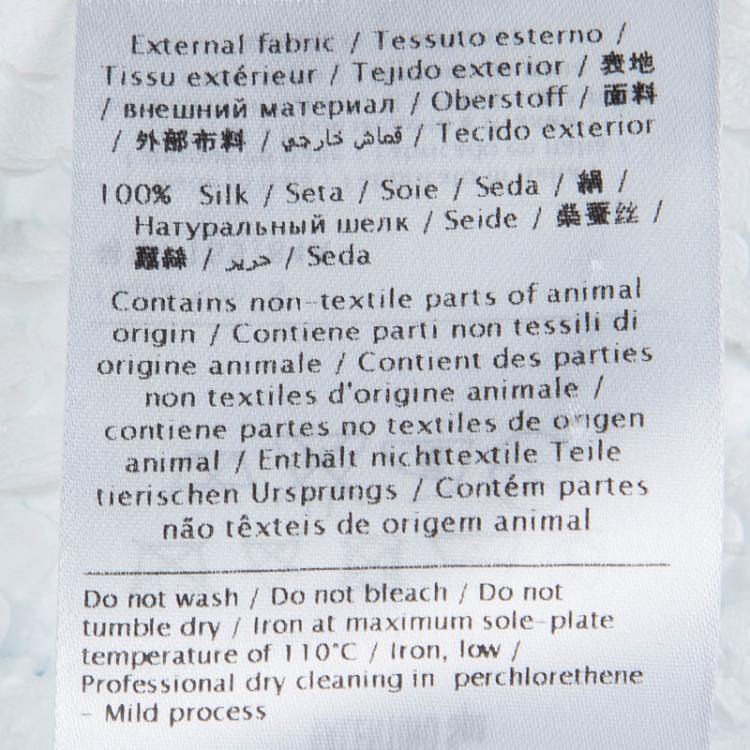 External fabric / Tessuto esterno /
Tissu extérieur / Tejido exterior / 表地
/ внешний материал / Oberstoff / 面料
/ 外部布料 / قماش خارجي / Tecido exterior
100% Silk / Seta / Soie / Seda / 絹 /
Натуральный шелк / Seide / 桑蚕丝 /
蠶絲 / حرير / Seda
Contains non-textile parts of animal
origin / Contiene parti non tessili di
origine animale / Contient des parties
non textiles d'origine animale /
contiene partes no textiles de origen
animal / Enthält nichttextile Teile
tierischen Ursprungs / Contém partes
não têxteis de origem animal
Do not wash / Do not bleach / Do not
tumble dry / Iron at maximum sole-plate
temperature of 110°C / Iron, low /
Professional dry cleaning in perchlorethene
- Mild process